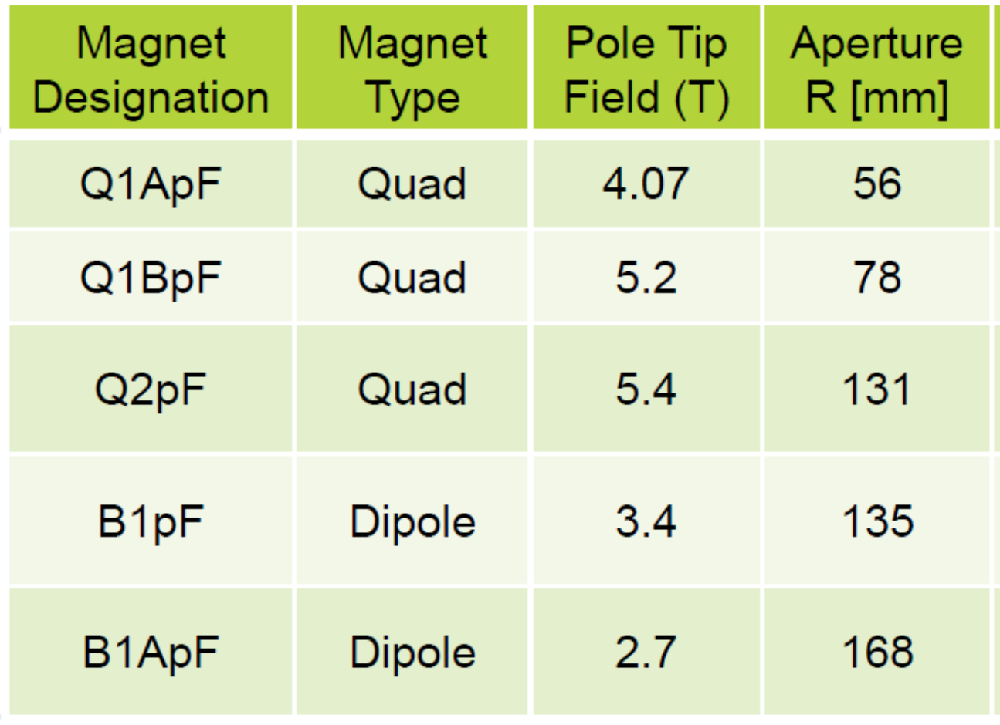 Magnet Designation Magnet Type Pole Tip Field (T) Aperture R [mm]
Q1ApF Quad 4.07 56
Q1BpF Quad 5.2 78
Q2pF Quad 5.4 131
B1pF Dipole 3.4 135
B1ApF Dipole 2.7 168